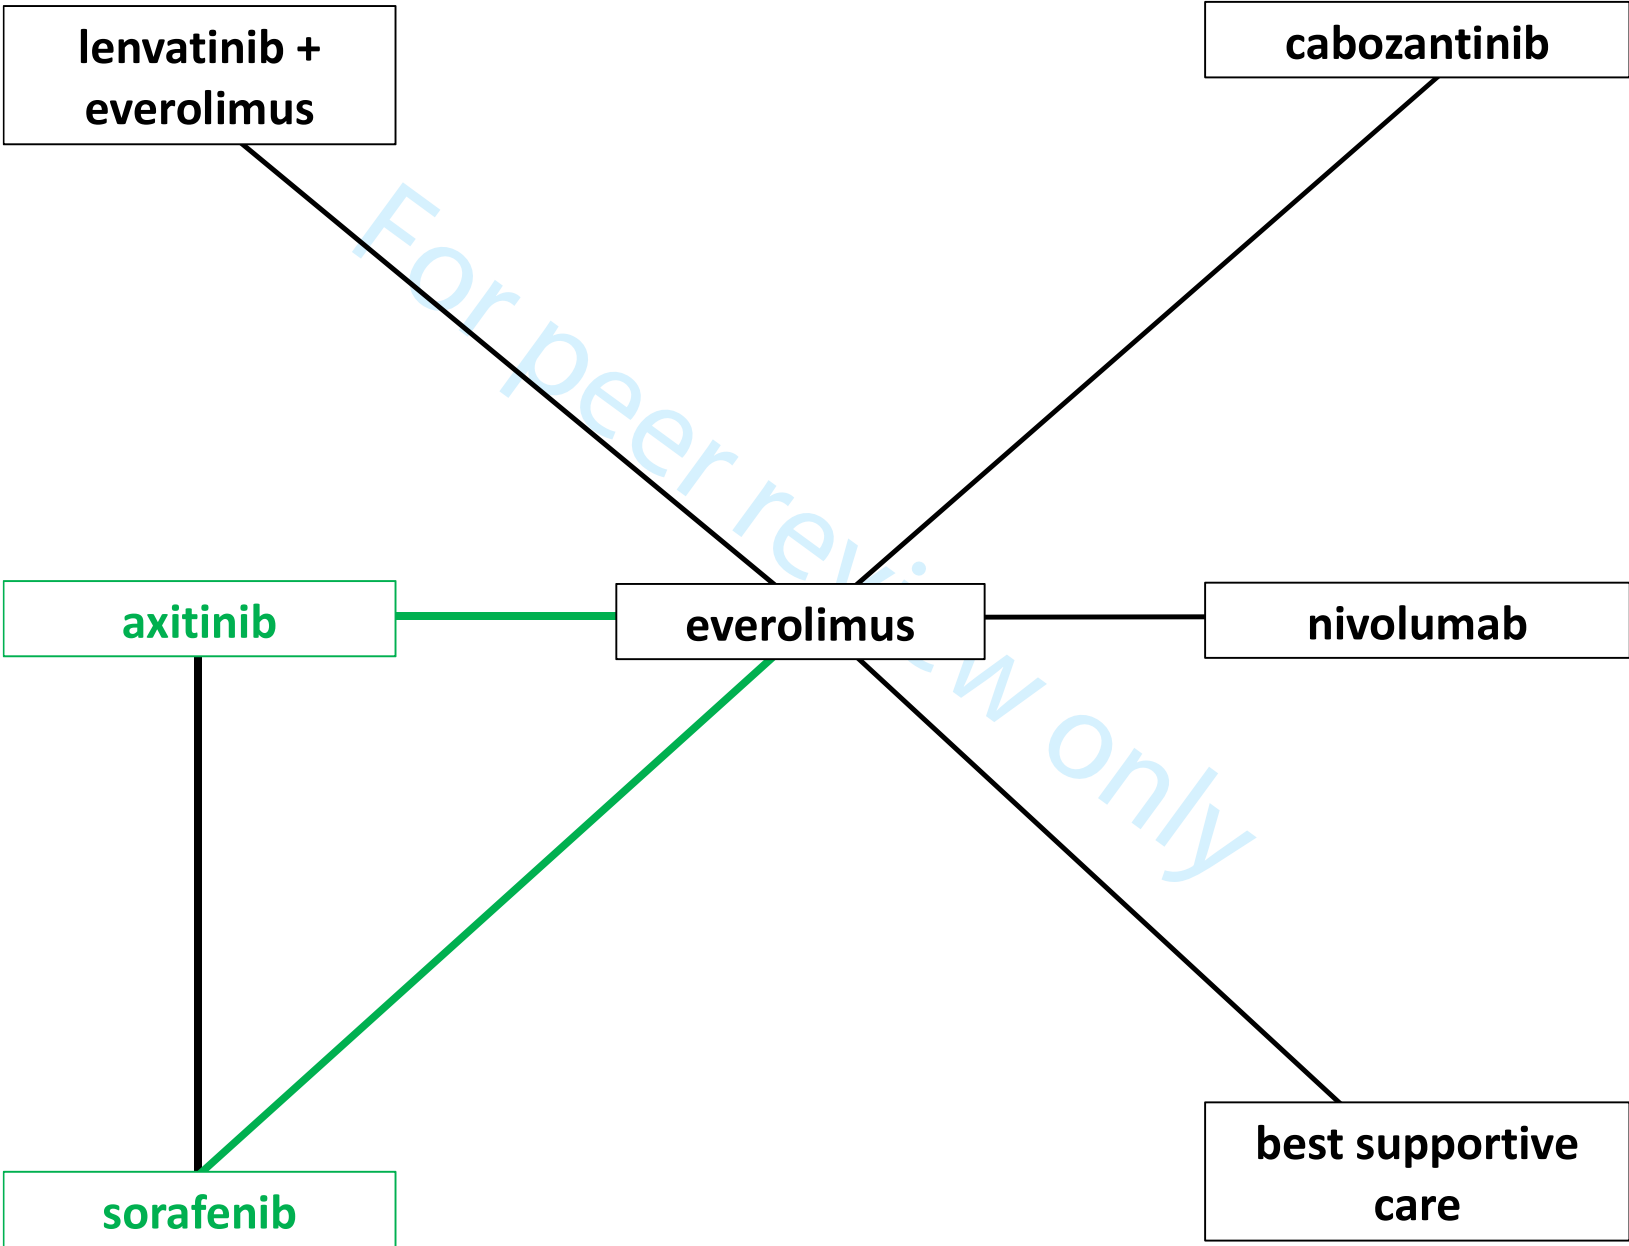 lenvatinib +
everolimus
cabozantinib
For peer review only
axitinib
everolimus
nivolumab
best supportive
care
sorafenib